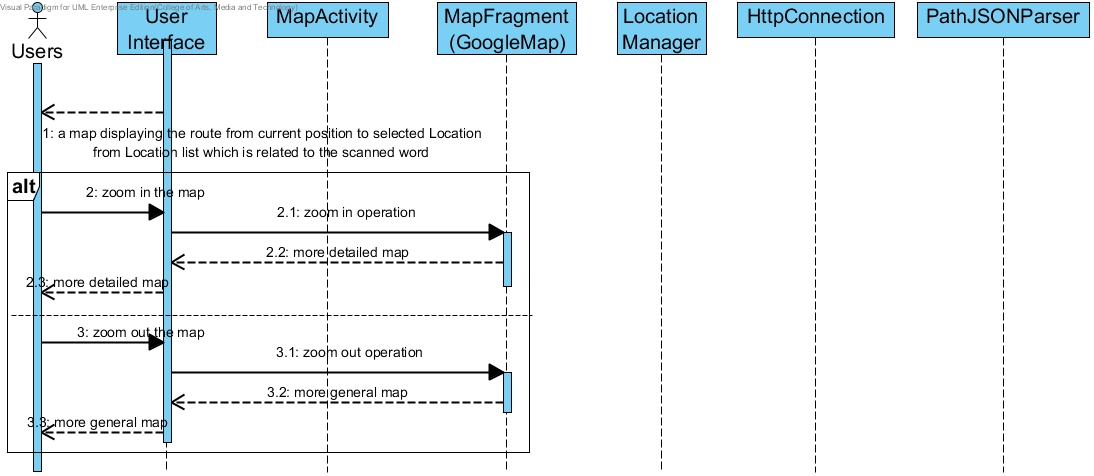 Visual Paradigm for UML Enterprise Edition(College of Arts, Media and Technology)
Users
User
Interface
MapActivity
MapFragment
(GoogleMap)
Location
Manager
HttpConnection
PathJSONParser
1: a map displaying the route from current position to selected Location
from Location list which is related to the scanned word
alt
2: zoom in the map
2.1: zoom in operation
2.2: more detailed map
2.3: more detailed map
3: zoom out the map
3.1: zoom out operation
3.2: more general map
3.3: more general map